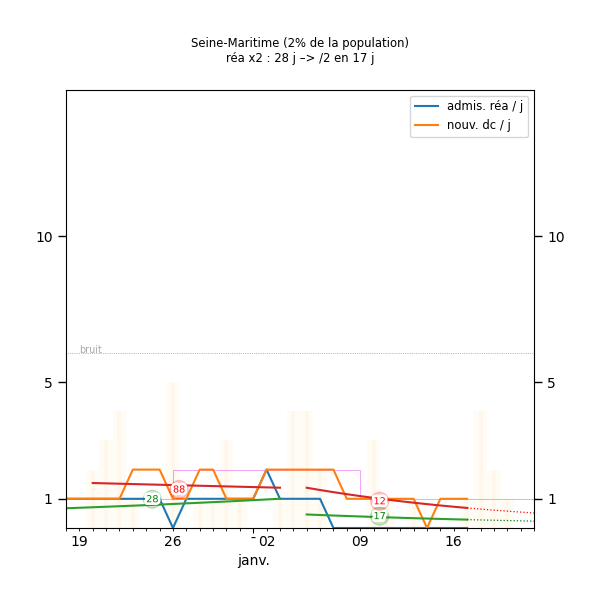 Seine-Maritime (2% de la population)
réa x2 : 28 j –> /2 en 17 j
admis. réa / j
nouv. dc / j
10
10
bruit
5
5
88
28
12
17
1
1
19
26
02
09
16
janv.